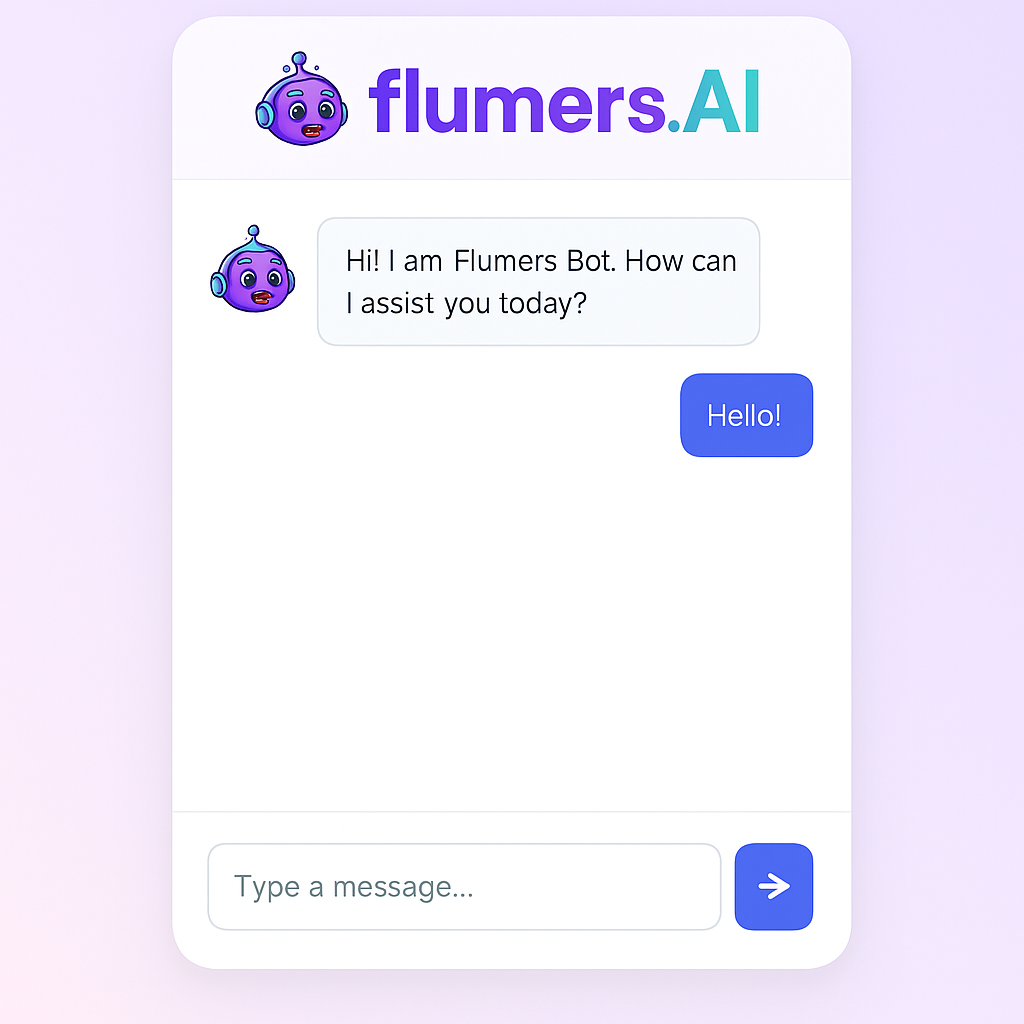 flumers.AI
Hi! I am Flumers Bot. How can
I assist you today?
Hello!
Type a message...